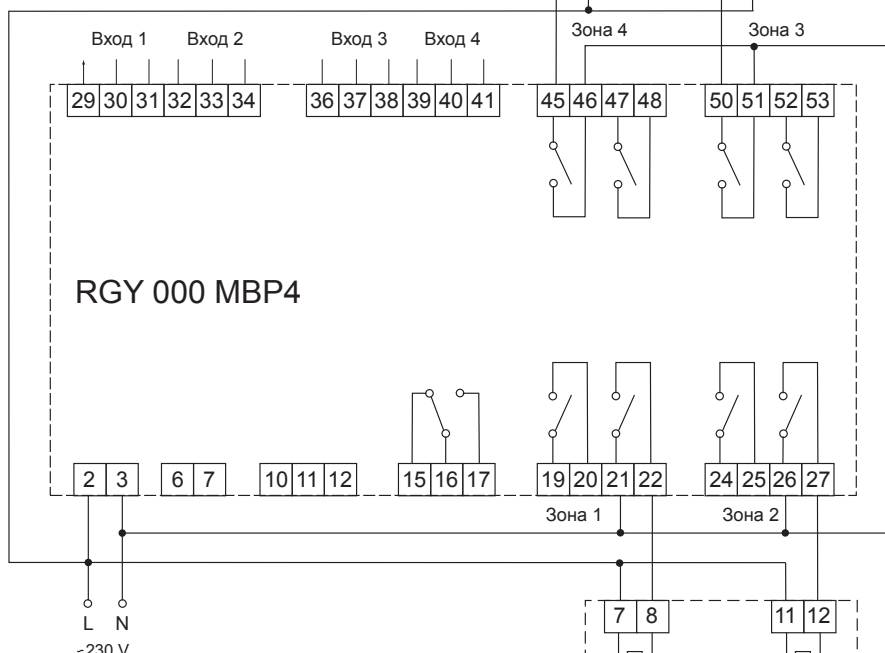 Зона 4 Зона 3
Вход 1 Вход 2 Вход 3 Вход 4
29 30 31 32 33 34 36 37 38 39 40 41 45 46 47 48 50 51 52 53
RGY 000 MBP4
2 3 6 7 10 11 12 15 16 17 19 20 21 22 24 25 26 27
Зона 1 Зона 2
7 8 11 12
L N
~230 V